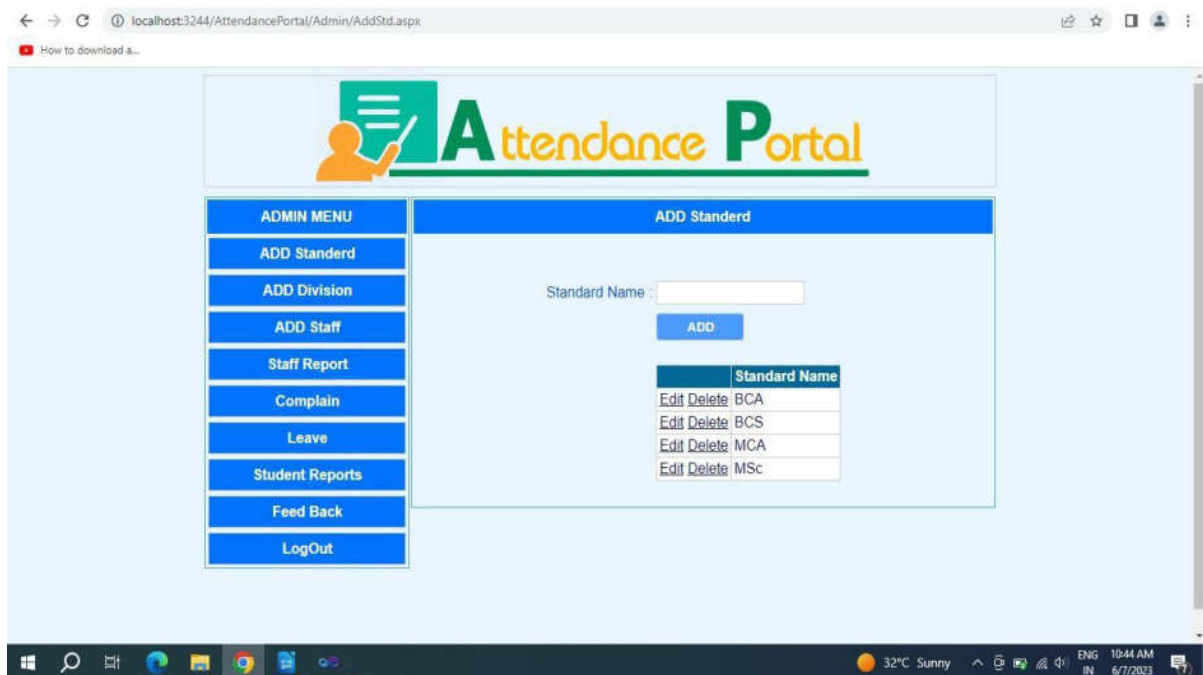 localhost:3244/AttendancePortal/Admin/AddStd.aspx
How to download a...
Attendance Portal
ADMIN MENU
ADD Standerd
ADD Division
ADD Staff
Staff Report
Complain
Leave
Student Reports
Feed Back
LogOut
ADD Standerd
Standard Name :
ADD
Standard Name
Edit Delete BCA
Edit Delete BCS
Edit Delete MCA
Edit Delete MSc
32°C Sunny
ENG
IN
10:44 AM
6/7/2023